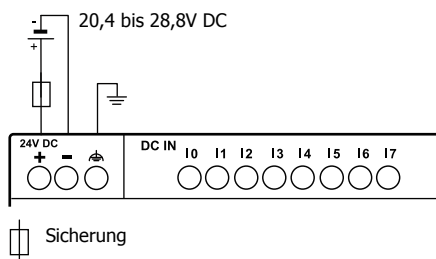 20,4 bis 28,8V DC
-
+
24V DC
+ -
DC IN I0 I1 I2 I3 I4 I5 I6 I7
Sicherung